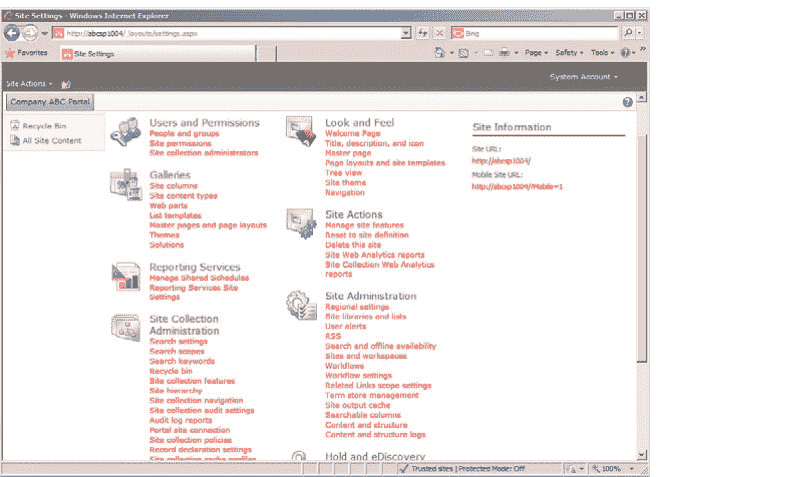 Site Settings - Windows Internet Explorer
http://abcsp1004/_layouts/settings.aspx
Bing
Favorites
Site Settings
Page
Safety
Tools
Site Actions
System Account
Company ABC Portal
Recycle Bin
All Site Content
Users and Permissions
People and groups
Site permissions
Site collection administrators
Galleries
Site columns
Site content types
Web parts
List templates
Master pages and page layouts
Themes
Solutions
Reporting Services
Manage Shared Schedules
Reporting Services Site
Settings
Site Collection
Administration
Search settings
Search scopes
Search keywords
Recycle bin
Site collection features
Site hierarchy
Site collection navigation
Site collection audit settings
Audit log reports
Portal site connection
Site collection policies
Record declaration settings
Site collection cache profiles
Look and Feel
Welcome Page
Title, description, and icon
Master page
Page layouts and site templates
Tree view
Site theme
Navigation
Site Actions
Manage site features
Reset to site definition
Delete this site
Site Web Analytics reports
Site Collection Web Analytics
reports
Site Administration
Regional settings
Site libraries and lists
User alerts
RSS
Search and offline availability
Sites and workspaces
Workflows
Workflow settings
Related Links scope settings
Term store management
Site output cache
Searchable columns
Content and structure
Content and structure logs
Hold and eDiscovery
Site Information
Site URL:
http://abcsp1004/
Mobile Site URL:
http://abcsp1004/?Mobile=1
Trusted sites | Protected Mode: Off
100%